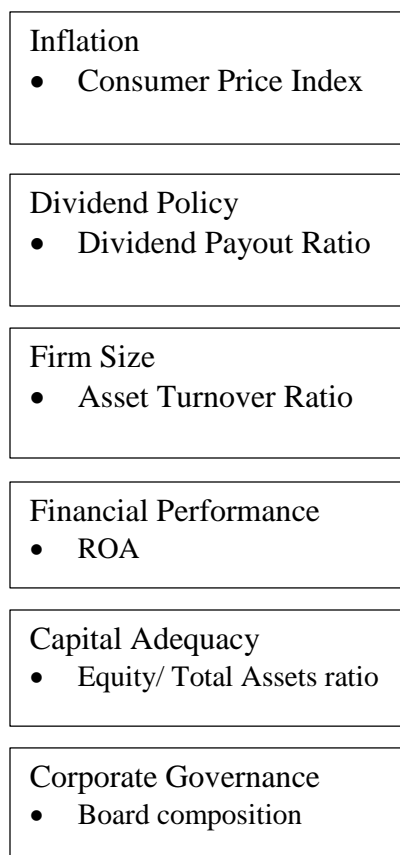 Inflation
• Consumer Price Index
Dividend Policy
• Dividend Payout Ratio
Firm Size
• Asset Turnover Ratio
Financial Performance
• ROA
Capital Adequacy
• Equity/ Total Assets ratio
Corporate Governance
• Board composition